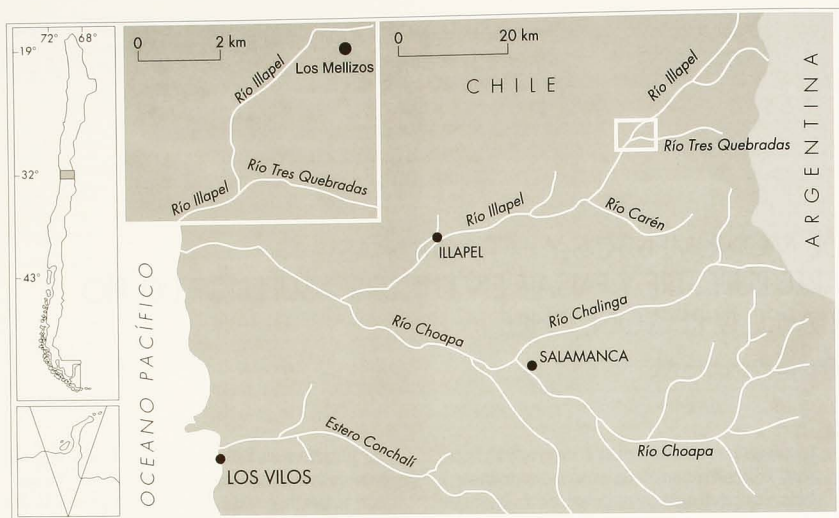 72° 68°
19°
32°
43°
0 2 km
Río Illapel
Los Mellizos
Río Tres Quebradas
Río Illapel
0 20 km
CHILE
Río Illapel
Río Tres Quebradas
ARGENTINA
Río Illapel
Río Carén
ILLAPEL
OCEANO PACÍFICO
Río Choapa
Río Chalinga
SALAMANCA
Estero Conchalí
Río Choapa
LOS VILOS